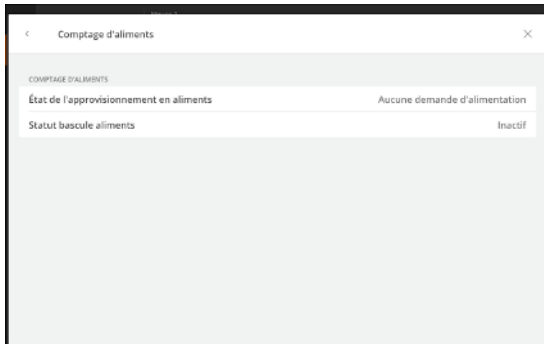 Comptage d'aliments
COMPTAGE D'ALIMENTS
État de l'approvisionnement en aliments Aucune demande d'alimentation
Statut bascule aliments Inactif